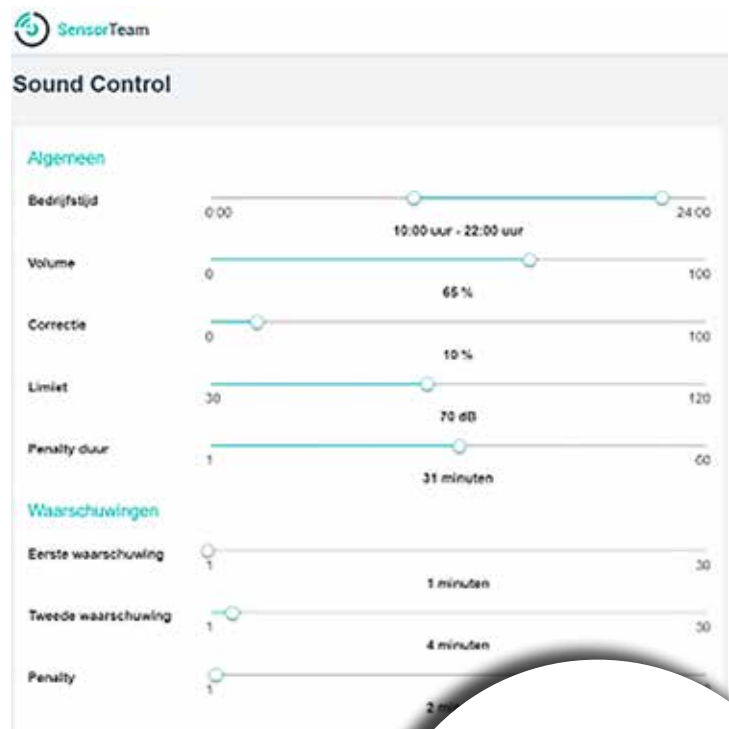 SensorTeam
Sound Control
Algemeen
Bedrijfstijd
0:00 24:00
10:00 uur - 22:00 uur
Volume
0 100
65 %
Correctie
0 100
10 %
Limiet
30 120
70 dB
Penalty duur
1 60
31 minuten
Waarschuwingen
Eerste waarschuwing
1 30
1 minuten
Tweede waarschuwing
1 30
4 minuten
Penalty
1
2